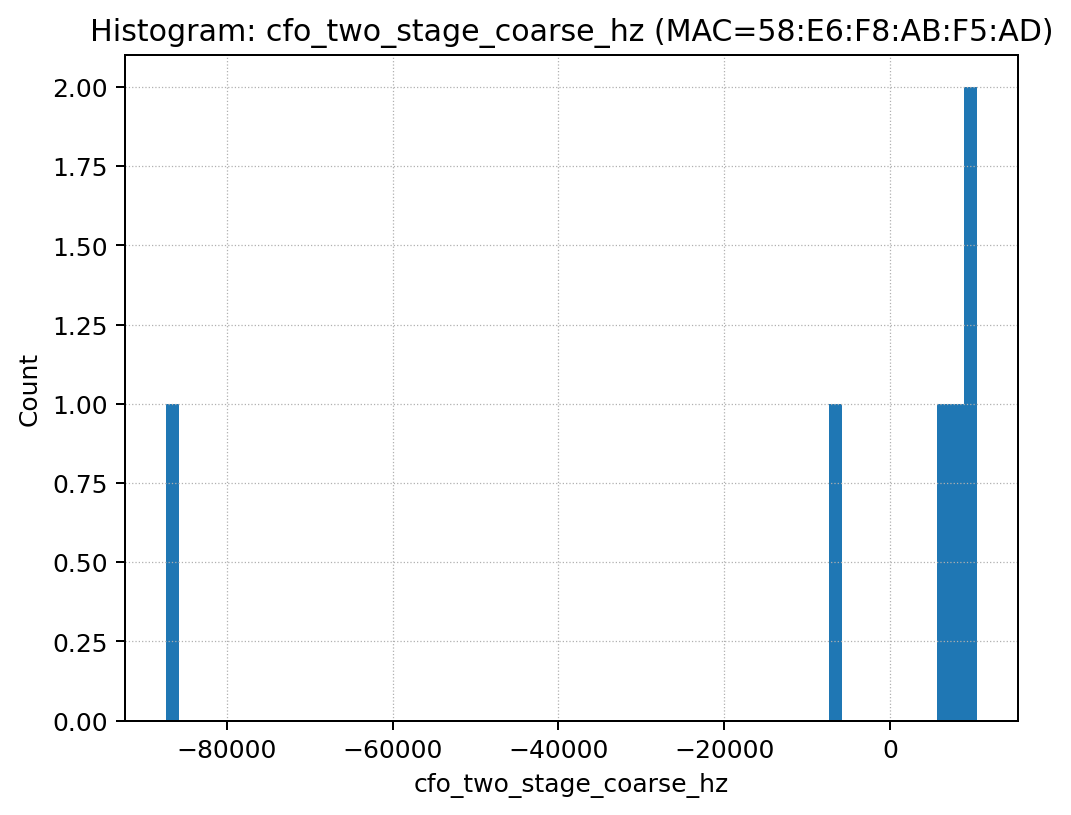 Histogram: cfo_two_stage_coarse_hz (MAC=58:E6:F8:AB:F5:AD)
2.00
1.75
1.50
1.25
1.00
0.75
0.50
0.25
0.00
Count
−80000 −60000 −40000 −20000 0
cfo_two_stage_coarse_hz